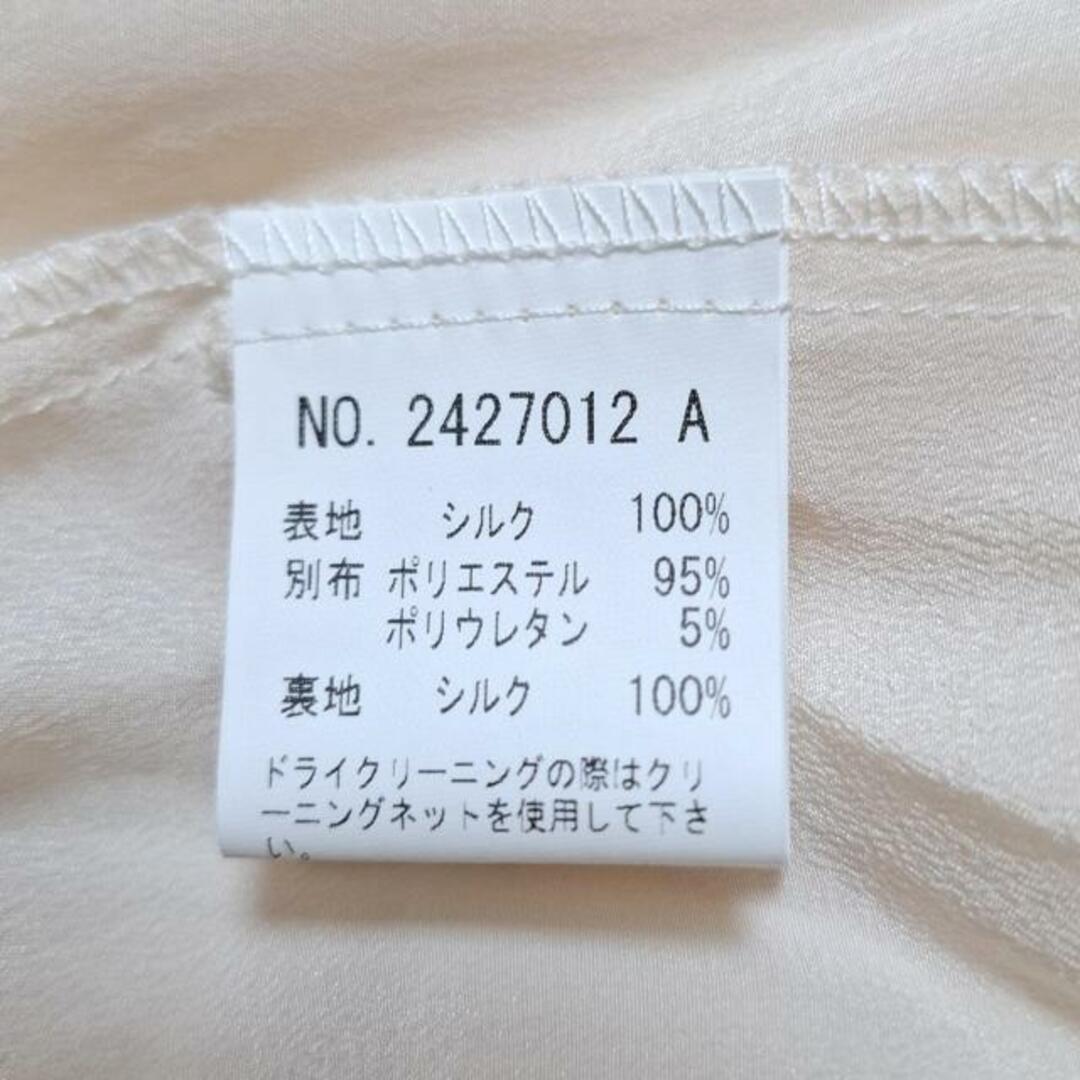 NO. 2427012 A
表地 シルク 100%
別布 ポリエステル 95%
ポリウレタン 5%
裏地 シルク 100%
ドライクリーニングの際はクリ
ーニングネットを使用して下さ
い。